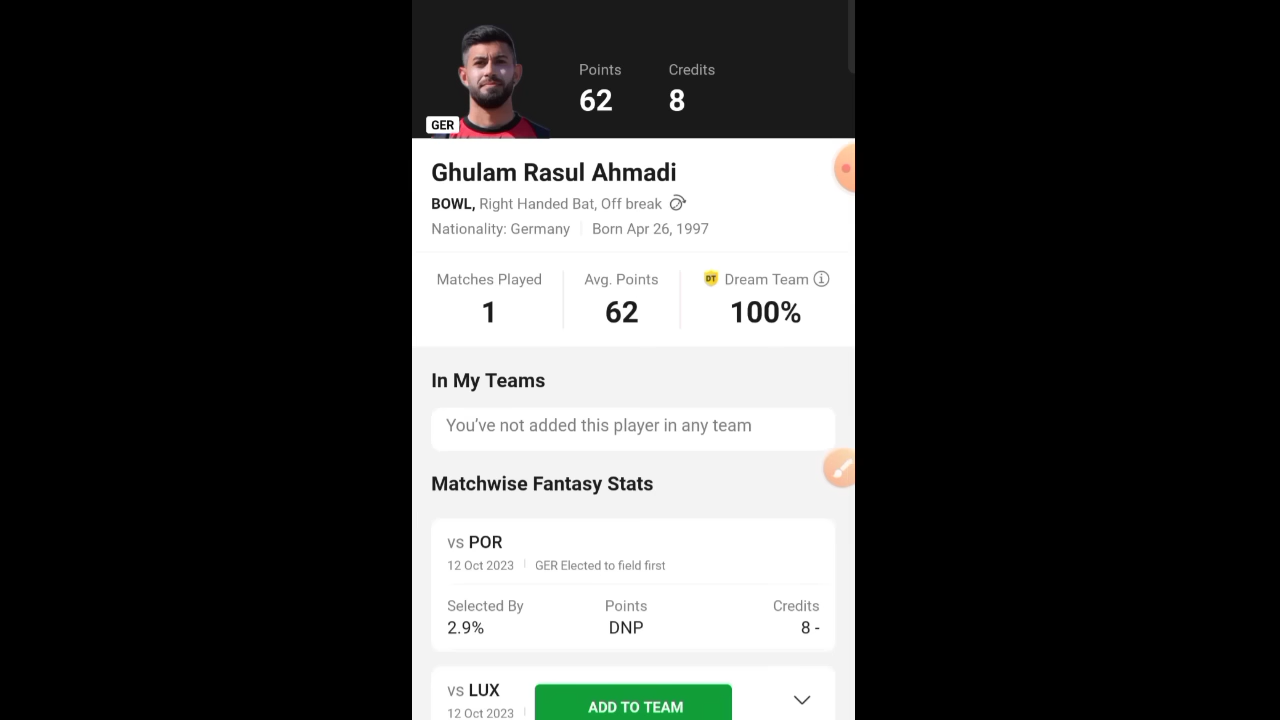 Points Credits
62 8
GER
Ghulam Rasul Ahmadi
BOWL, Right Handed Bat, Off break
Nationality: Germany Born Apr 26, 1997
Matches Played Avg. Points DT Dream Team
1 62 100%
In My Teams
You've not added this player in any team
Matchwise Fantasy Stats
vs POR
12 Oct 2023 GER Elected to field first
Selected By Points Credits
2.9% DNP 8 -
vs LUX
ADD TO TEAM
12 Oct 2023